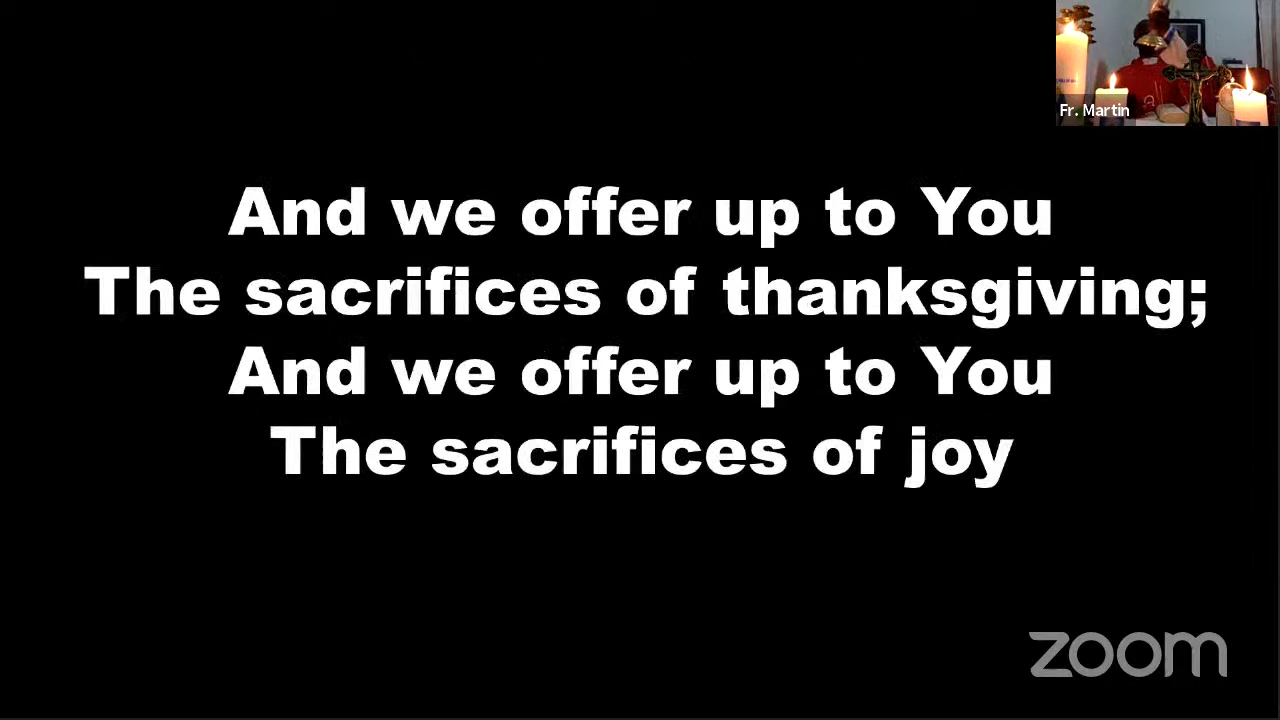 Fr. Martin
And we offer up to You
The sacrifices of thanksgiving;
And we offer up to You
The sacrifices of joy
zoom